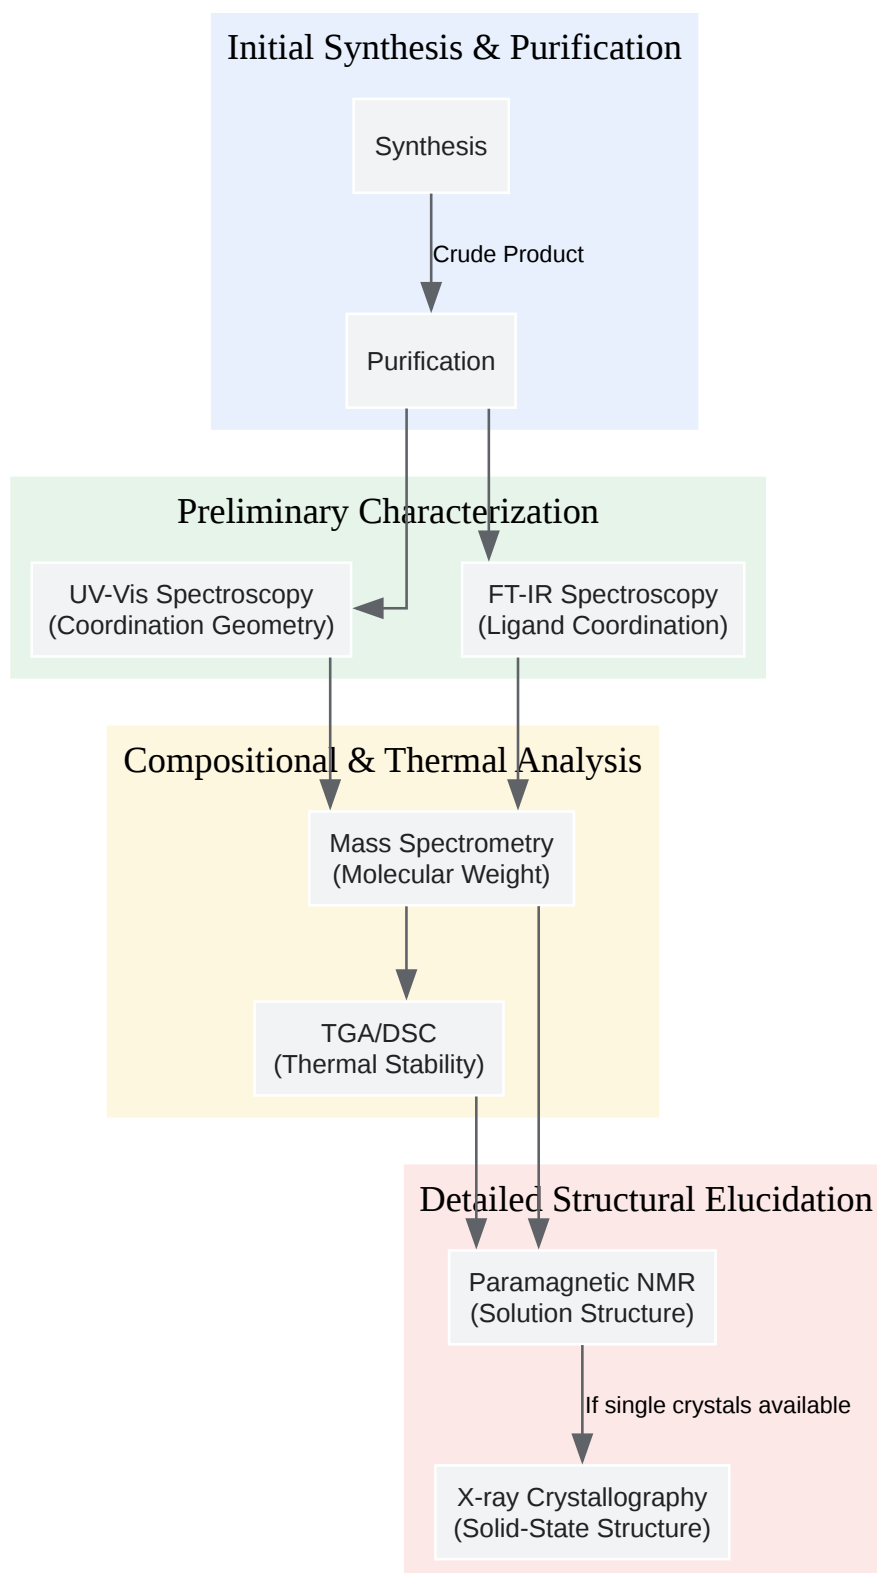 Initial Synthesis & Purification
Synthesis
Crude Product
Purification
Preliminary Characterization
UV-Vis Spectroscopy
(Coordination Geometry)
FT-IR Spectroscopy
(Ligand Coordination)
Compositional & Thermal Analysis
Mass Spectrometry
(Molecular Weight)
TGA/DSC
(Thermal Stability)
Detailed Structural Elucidation
Paramagnetic NMR
(Solution Structure)
If single crystals available
X-ray Crystallography
(Solid-State Structure)